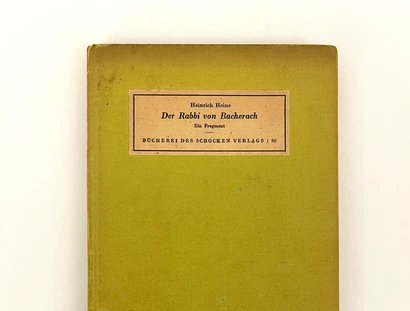 Heinrich Heine
Der Rabbi von Bacherach
Ein Fragment
BÜCHEREI DES SCHOCKEN VERLAGS / 80